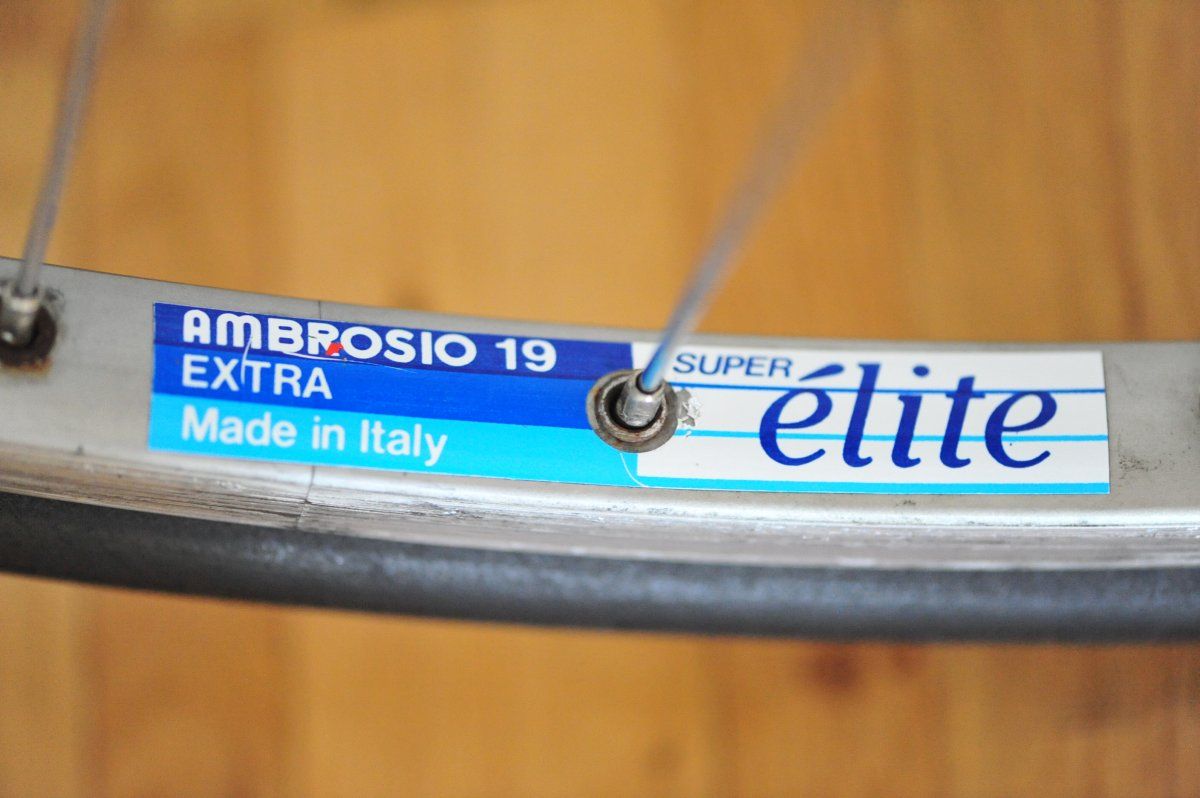 AMBROSIO 19
EXTRA
Made in Italy
SUPER
élite